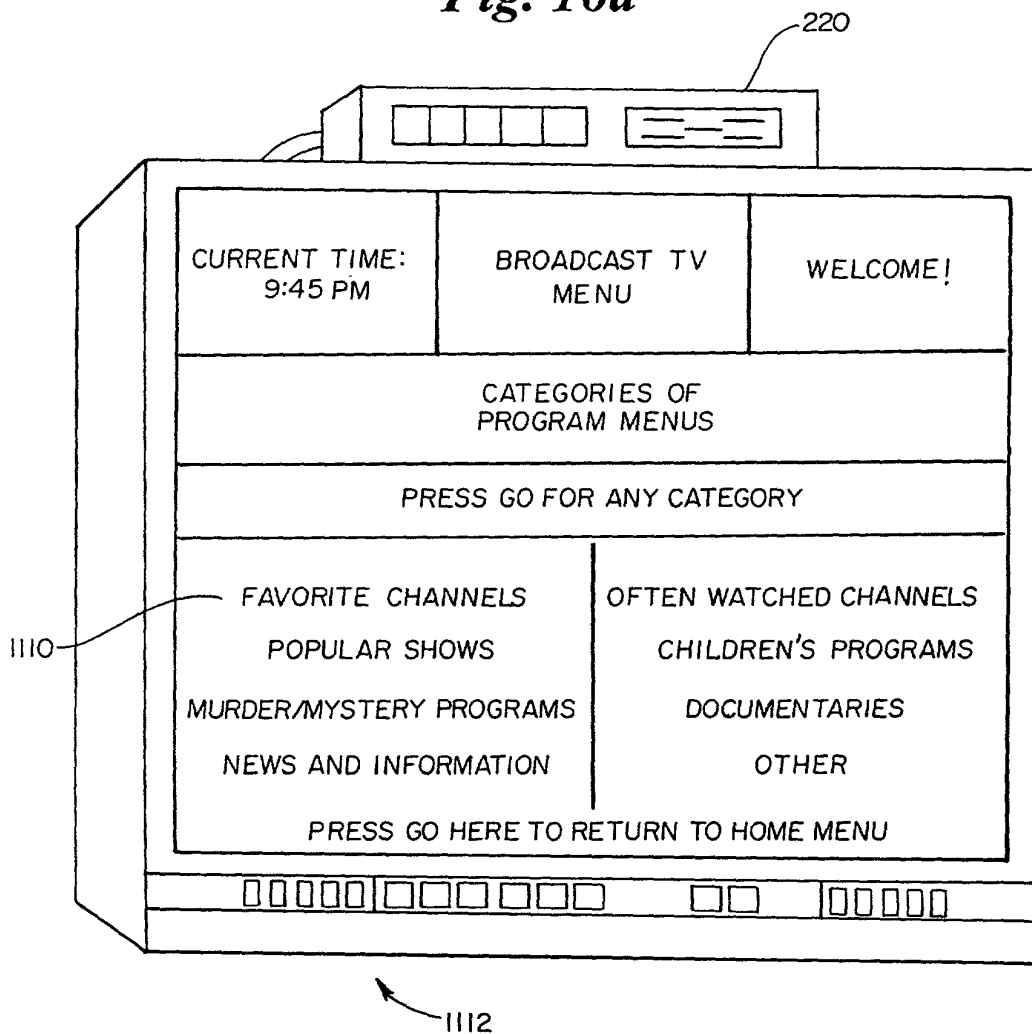 Fig. 16a
220
CURRENT TIME:
9:45 PM
BROADCAST TV
MENU
WELCOME!
CATEGORIES OF
PROGRAM MENUS
PRESS GO FOR ANY CATEGORY
1110
FAVORITE CHANNELS
OFTEN WATCHED CHANNELS
POPULAR SHOWS
CHILDREN'S PROGRAMS
MURDER/MYSTERY PROGRAMS
DOCUMENTARIES
NEWS AND INFORMATION
OTHER
PRESS GO HERE TO RETURN TO HOME MENU
1112